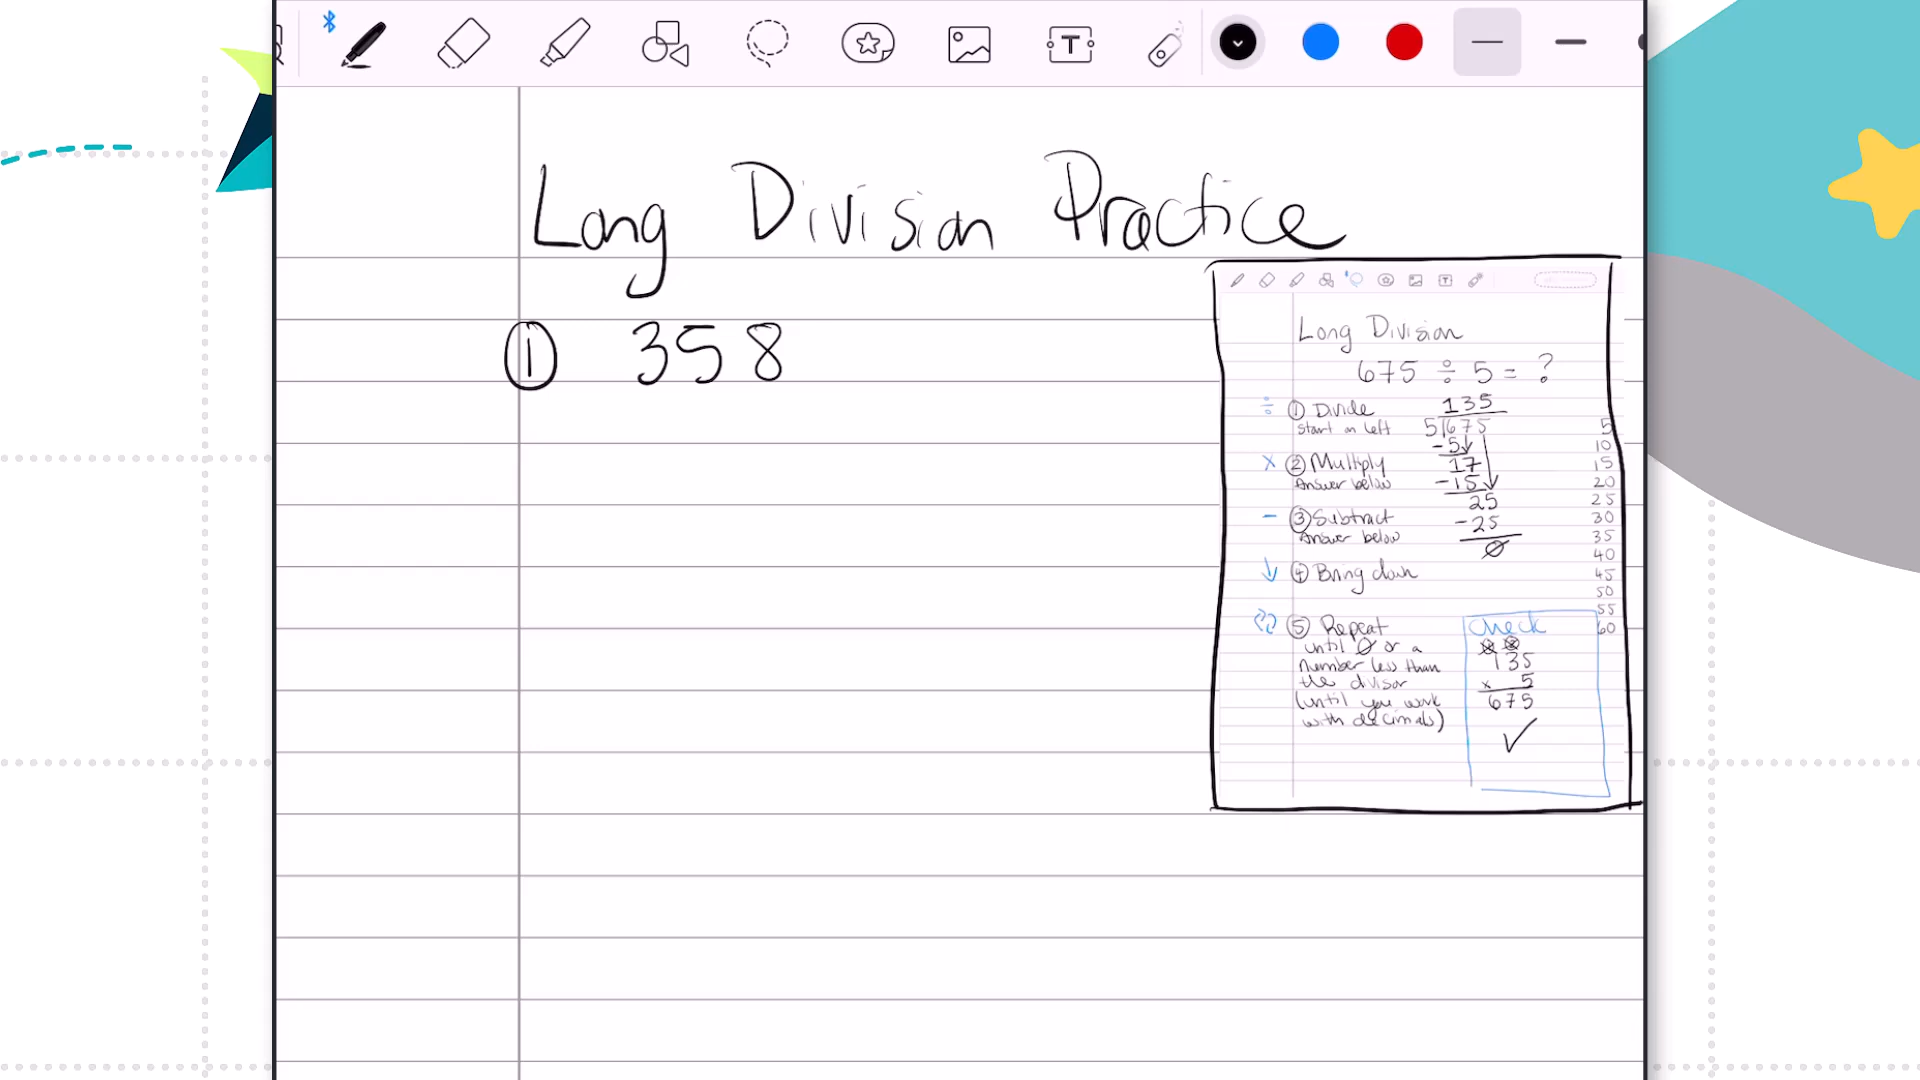 T
Long Division Practice
① 358
Long Division
675 ÷ 5 = ?
÷ ① Divide
start on left
135
5 675
-5↓
17
-15↓
25
-25
0
× ② Multiply
Answer below
- ③ Subtract
Answer below
↓ ④ Bring down
⑤ Repeat
until 0 or a
number less than
the divisor
(until you work
with decimals)
5
10
15
20
25
30
35
40
45
50
55
60
Check
135
× 5
675
✓